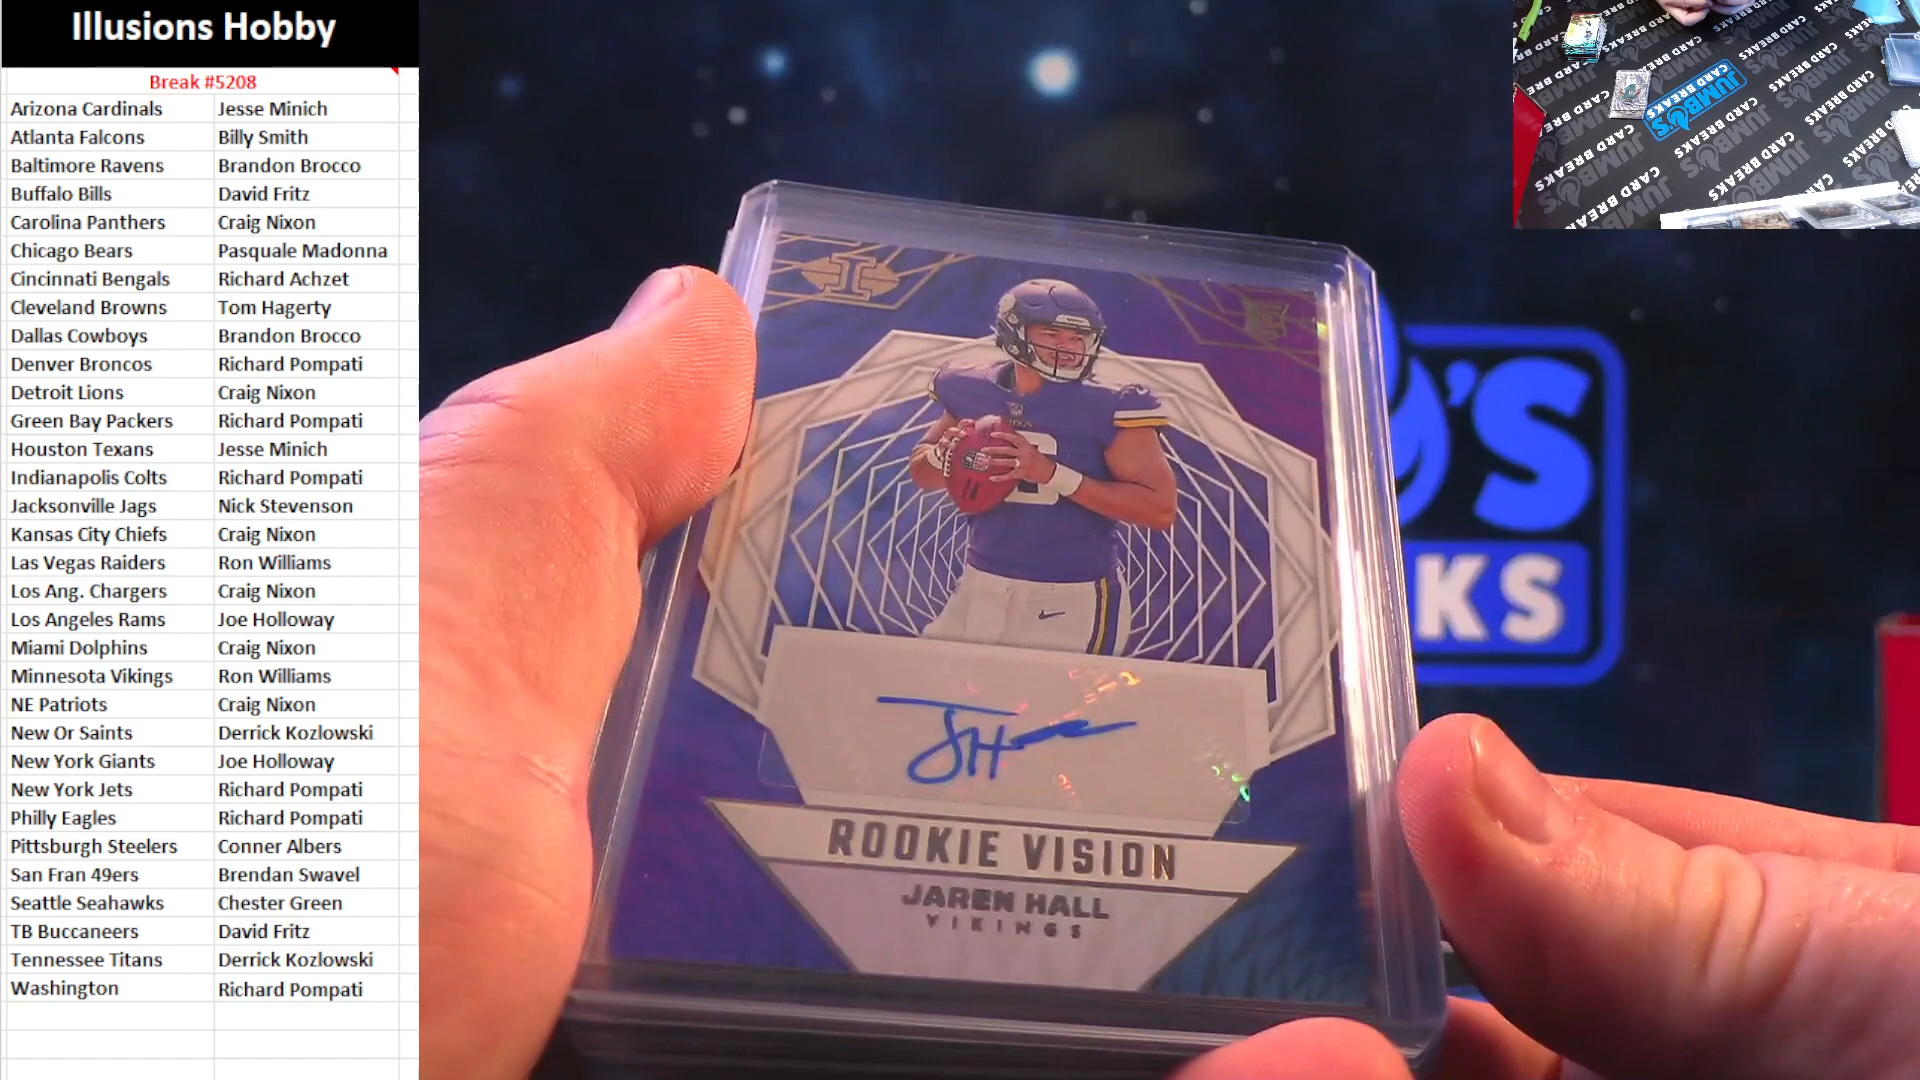 Illusions Hobby
Break #5208
Arizona Cardinals Jesse Minich
Atlanta Falcons Billy Smith
Baltimore Ravens Brandon Brocco
Buffalo Bills David Fritz
Carolina Panthers Craig Nixon
Chicago Bears Pasquale Madonna
Cincinnati Bengals Richard Achzet
Cleveland Browns Tom Hagerty
Dallas Cowboys Brandon Brocco
Denver Broncos Richard Pompati
Detroit Lions Craig Nixon
Green Bay Packers Richard Pompati
Houston Texans Jesse Minich
Indianapolis Colts Richard Pompati
Jacksonville Jags Nick Stevenson
Kansas City Chiefs Craig Nixon
Las Vegas Raiders Ron Williams
Los Ang. Chargers Craig Nixon
Los Angeles Rams Joe Holloway
Miami Dolphins Craig Nixon
Minnesota Vikings Ron Williams
NE Patriots Craig Nixon
New Or Saints Derrick Kozlowski
New York Giants Joe Holloway
New York Jets Richard Pompati
Philly Eagles Richard Pompati
Pittsburgh Steelers Conner Albers
San Fran 49ers Brendan Swavel
Seattle Seahawks Chester Green
TB Buccaneers David Fritz
Tennessee Titans Derrick Kozlowski
Washington Richard Pompati
ROOKIE VISION
JAREN HALL
VIKINGS
'S
KS
JUMBO'S
CARD BREAKS